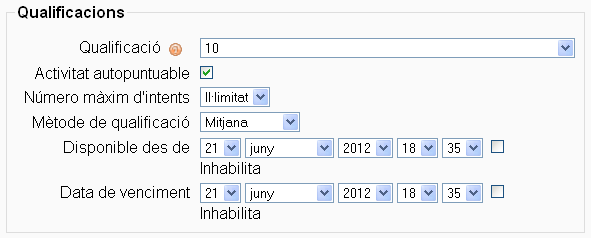 Qualificacions
Qualificació 10
Activitat autopuntuable
Número màxim d'intents Il·limitat
Mètode de qualificació Mitjana
Disponible des de 21 juny 2012 18 35
Inhabilita
Data de venciment 21 juny 2012 18 35
Inhabilita